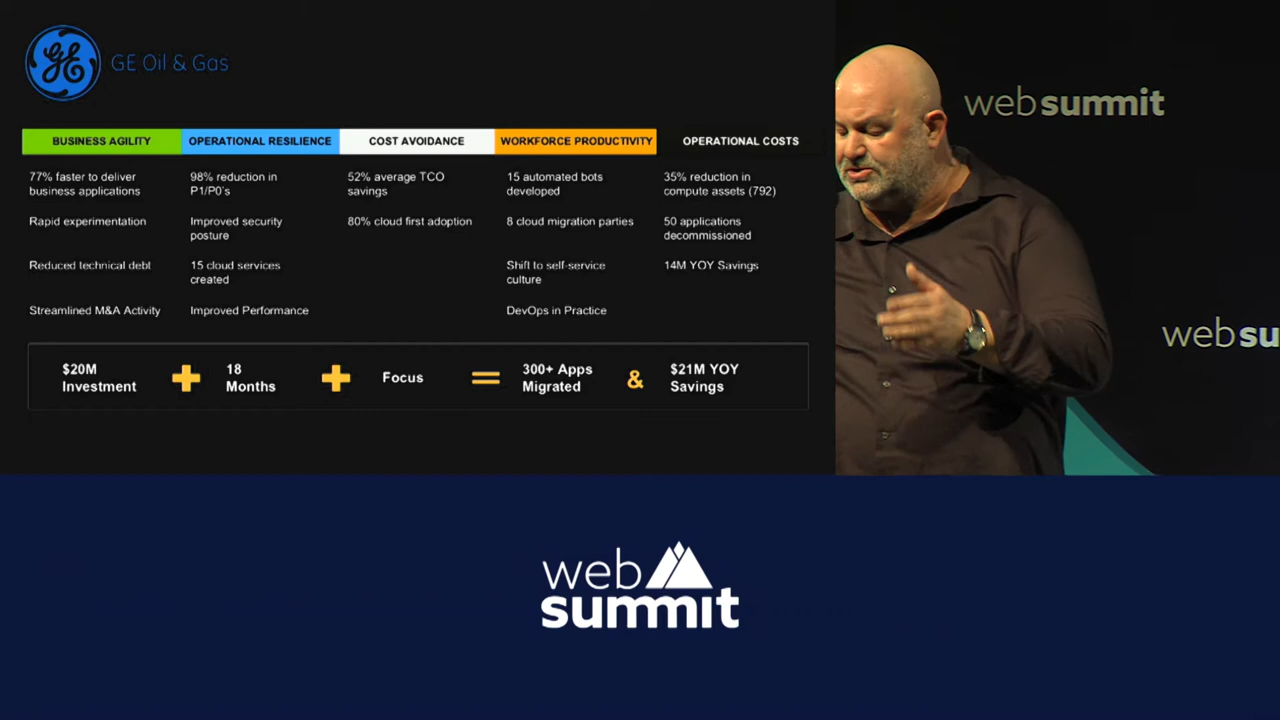 GE Oil & Gas
BUSINESS AGILITY
OPERATIONAL RESILIENCE
COST AVOIDANCE
WORKFORCE PRODUCTIVITY
OPERATIONAL COSTS
77% faster to deliver
business applications
Rapid experimentation
Reduced technical debt
Streamlined M&A Activity
98% reduction in
P1/P0's
Improved security
posture
15 cloud services
created
Improved Performance
52% average TCO
savings
80% cloud first adoption
15 automated bots
developed
8 cloud migration parties
Shift to self-service
culture
DevOps in Practice
35% reduction in
compute assets (792)
50 applications
decommissioned
14M YOY Savings
$20M
Investment
+
18
Months
+
Focus
=
300+ Apps
Migrated
&
$21M YOY
Savings
web summit
web su
web
summit